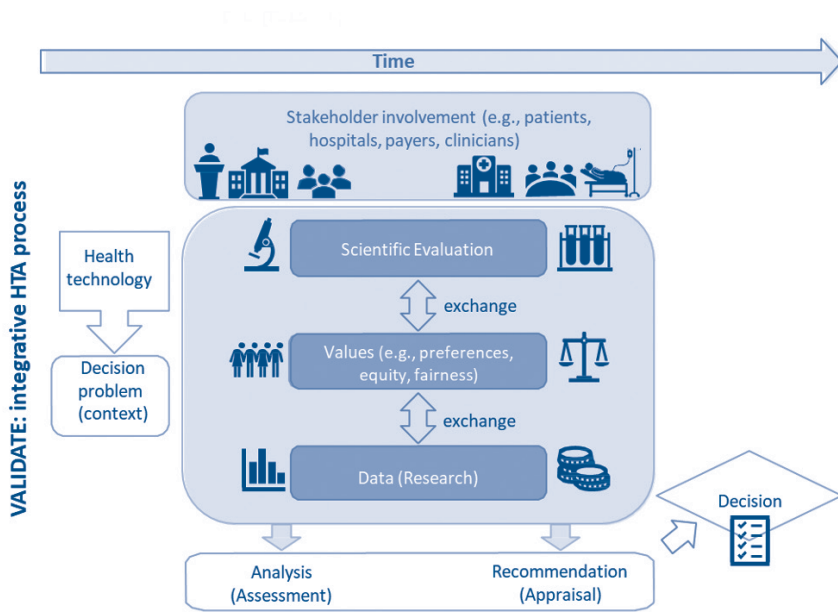 Time
Stakeholder involvement (e.g., patients,
hospitals, payers, clinicians)
VALIDATE: integrative HTA process
Health
technology
Decision
problem
(context)
Scientific Evaluation
exchange
Values (e.g., preferences,
equity, fairness)
exchange
Data (Research)
Decision
Analysis
(Assessment)
Recommendation
(Appraisal)